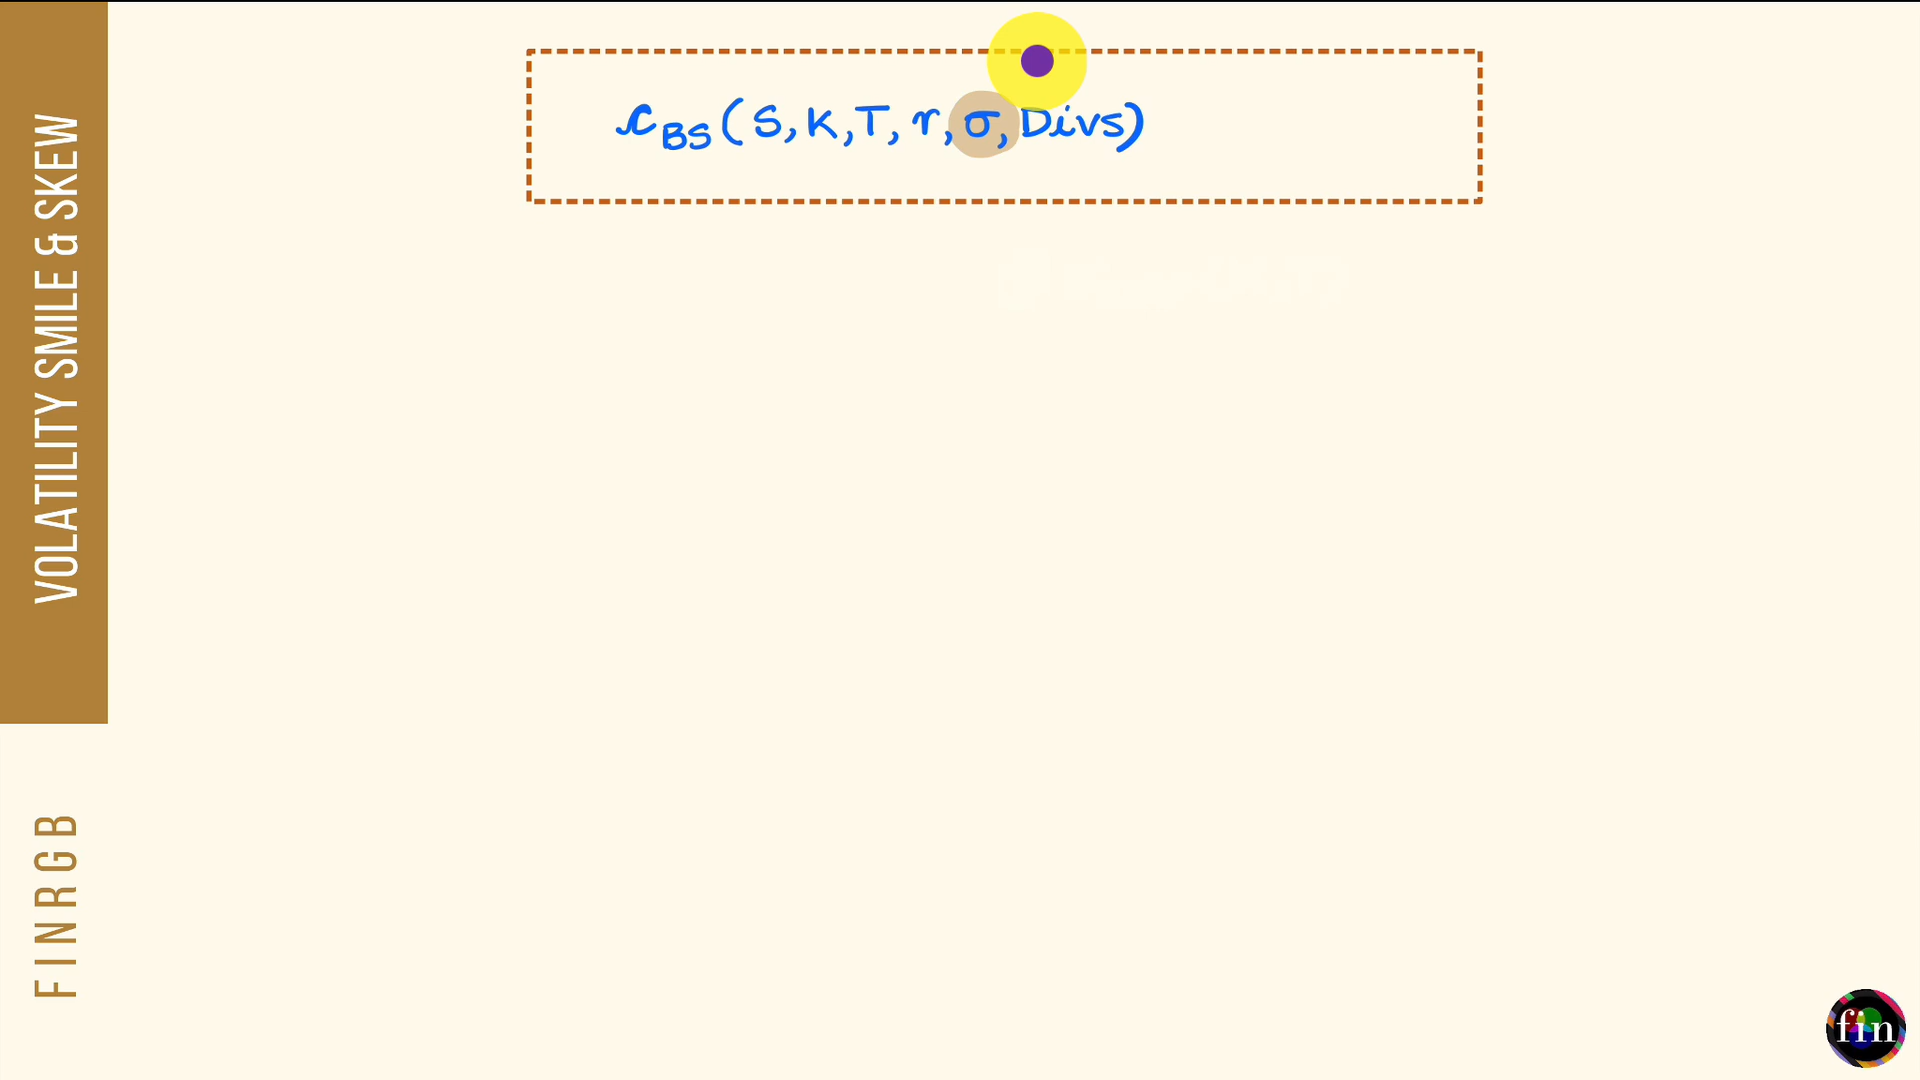 VOLATILITY SMILE & SKEW
FINRGB
C_BS(S,K,T,r,σ,Divs)
fin